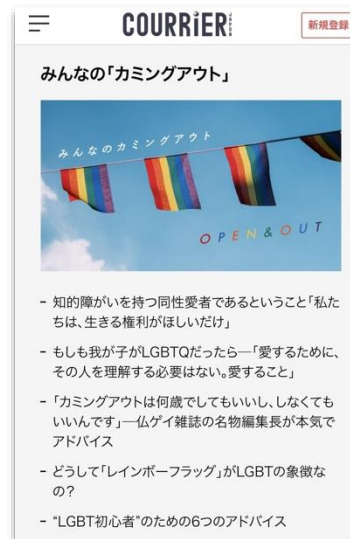 COURRiER JAPON
新規登録
みんなの「カミングアウト」
みんなのカミングアウト
OPEN&OUT
- 知的障がいを持つ同性愛者であるということ「私た
ちは、生きる権利がほしいだけ」
- もしも我が子がLGBTQだったら─「愛するために、
その人を理解する必要はない。愛すること」
- 「カミングアウトは何歳でしてもいいし、しなくても
いいんです」─仏ゲイ雑誌の名物編集長が本気で
アドバイス
- どうして「レインボーフラッグ」がLGBTの象徴な
の?
- “LGBT初心者”のための6つのアドバイス